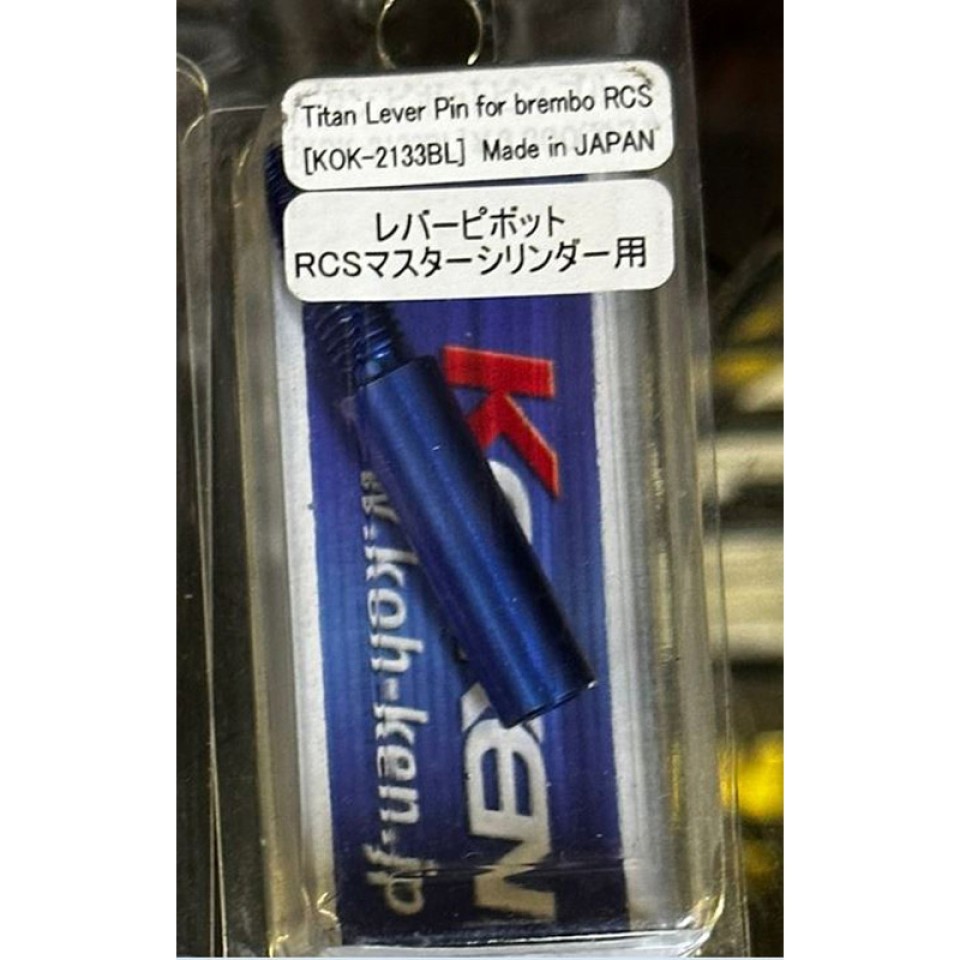 Titan Lever Pin for brembo RCS
[KOK-2133BL] Made in JAPAN
レバーピボット
RCSマスターシリンダー用
w.koh-ken.jp